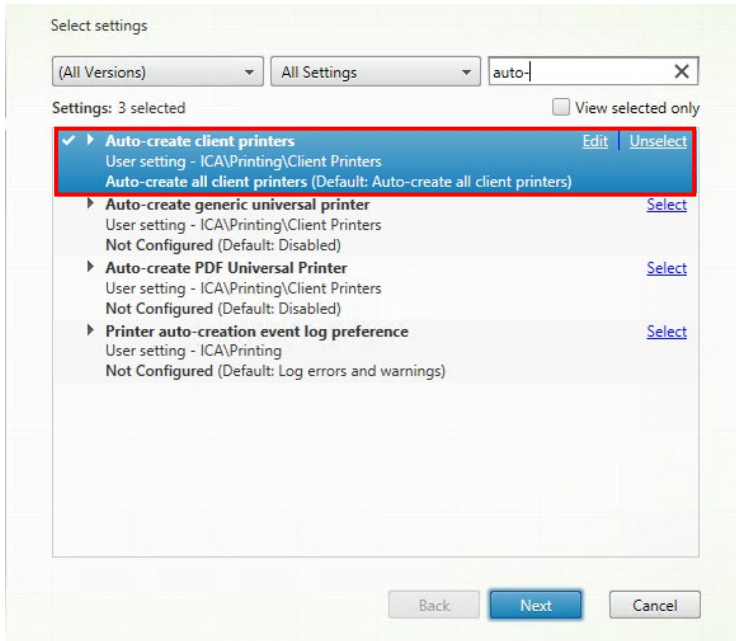 Select settings
(All Versions) All Settings auto-
Settings: 3 selected View selected only
Auto-create client printers Edit Unselect
User setting - ICA\Printing\Client Printers
Auto-create all client printers (Default: Auto-create all client printers)
Auto-create generic universal printer Select
User setting - ICA\Printing\Client Printers
Not Configured (Default: Disabled)
Auto-create PDF Universal Printer Select
User setting - ICA\Printing\Client Printers
Not Configured (Default: Disabled)
Printer auto-creation event log preference Select
User setting - ICA\Printing
Not Configured (Default: Log errors and warnings)
Back Next Cancel